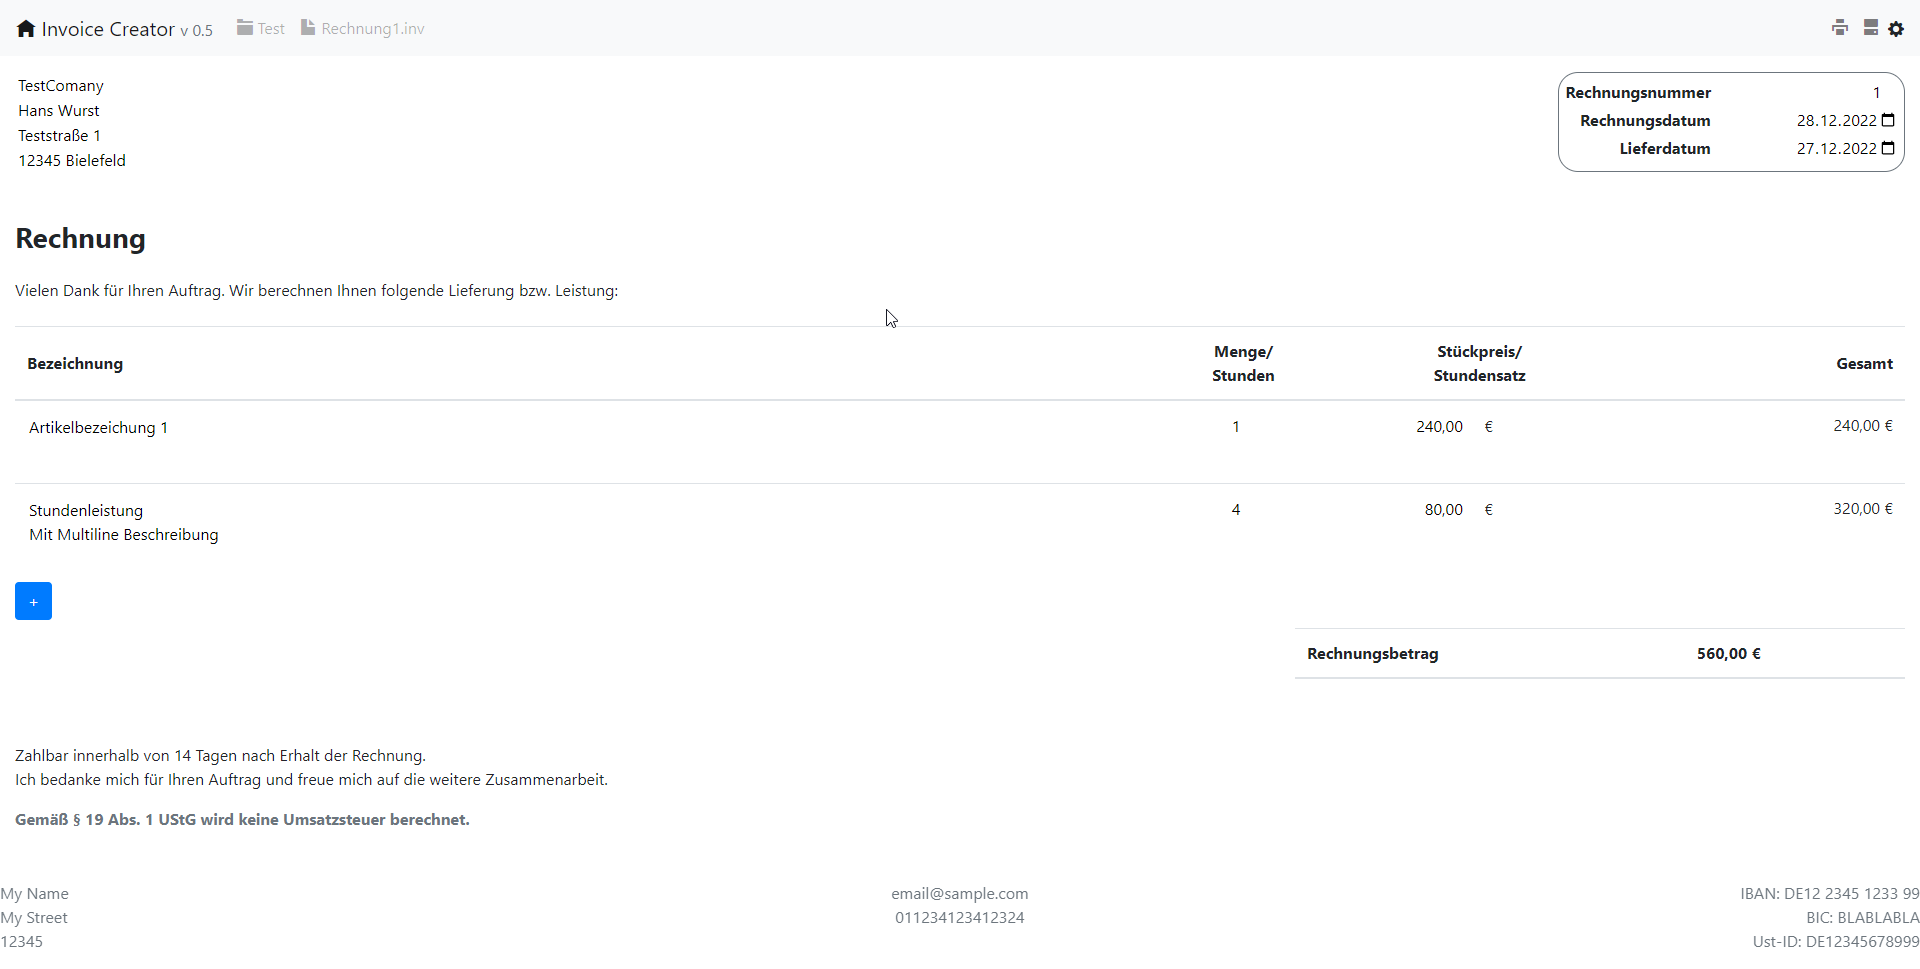 Invoice Creator v 0.5 Test Rechnung1.inv
TestComany
Hans Wurst
Teststraße 1
12345 Bielefeld
Rechnungsnummer 1
Rechnungsdatum 28.12.2022
Lieferdatum 27.12.2022
Rechnung
Vielen Dank für Ihren Auftrag. Wir berechnen Ihnen folgende Lieferung bzw. Leistung:
Bezeichnung Menge/ Stunden Stückpreis/ Stundensatz Gesamt
Artikelbezeichung 1 1 240,00 € 240,00 €
Stundenleistung 4 80,00 € 320,00 €
Mit Multiline Beschreibung
+
Rechnungsbetrag 560,00 €
Zahlbar innerhalb von 14 Tagen nach Erhalt der Rechnung.
Ich bedanke mich für Ihren Auftrag und freue mich auf die weitere Zusammenarbeit.
Gemäß § 19 Abs. 1 UStG wird keine Umsatzsteuer berechnet.
My Name email@sample.com IBAN: DE12 2345 1233 99
My Street 011234123412324 BIC: BLABLABLA
12345 Ust-ID: DE12345678999